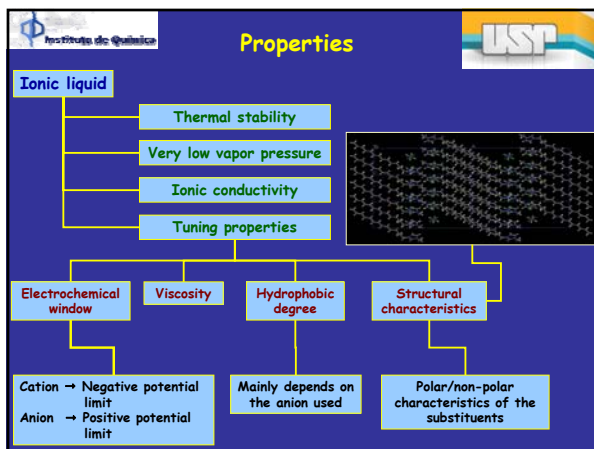 Instituto de Química
Properties
USP
Ionic liquid
Thermal stability
Very low vapor pressure
Ionic conductivity
Tuning properties
Electrochemical
window
Viscosity
Hydrophobic
degree
Structural
characteristics
Cation → Negative potential
limit
Anion → Positive potential
limit
Mainly depends on
the anion used
Polar/non-polar
characteristics of the
substituents